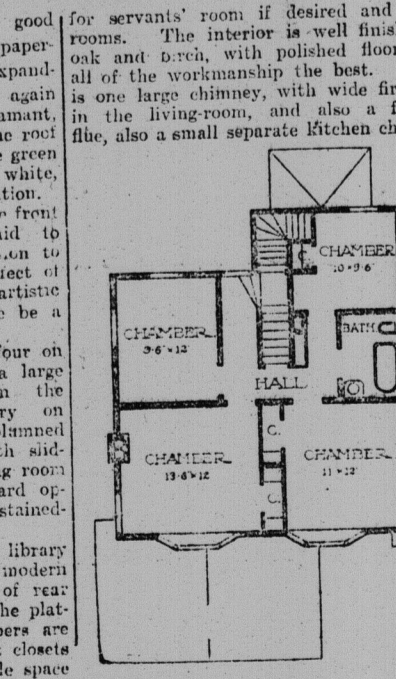 good
paper-
expand-
again
amant,
roof
green
white,
tion.
front
aid to
on to
fect of
artistic
be a
four on
a large
the
ry on
planned
th slid-
ng room
ard op-
stained-
library
modern
of rear
he plat-
bers are
closets
le space
for servants' room if desired and
rooms. The interior is well finis
oak and birch, with polished floor
all of the workmanship the best.
is one large chimney, with wide fir
in the living-room, and also a f
flue, also a small separate kitchen ch
C.
CHAMBER
10×9·6"
CHAMBER
9·6"×12'
BATH
HALL
C.
CHAMBER
13·6"×12
CHAMBER
11×12'
C.